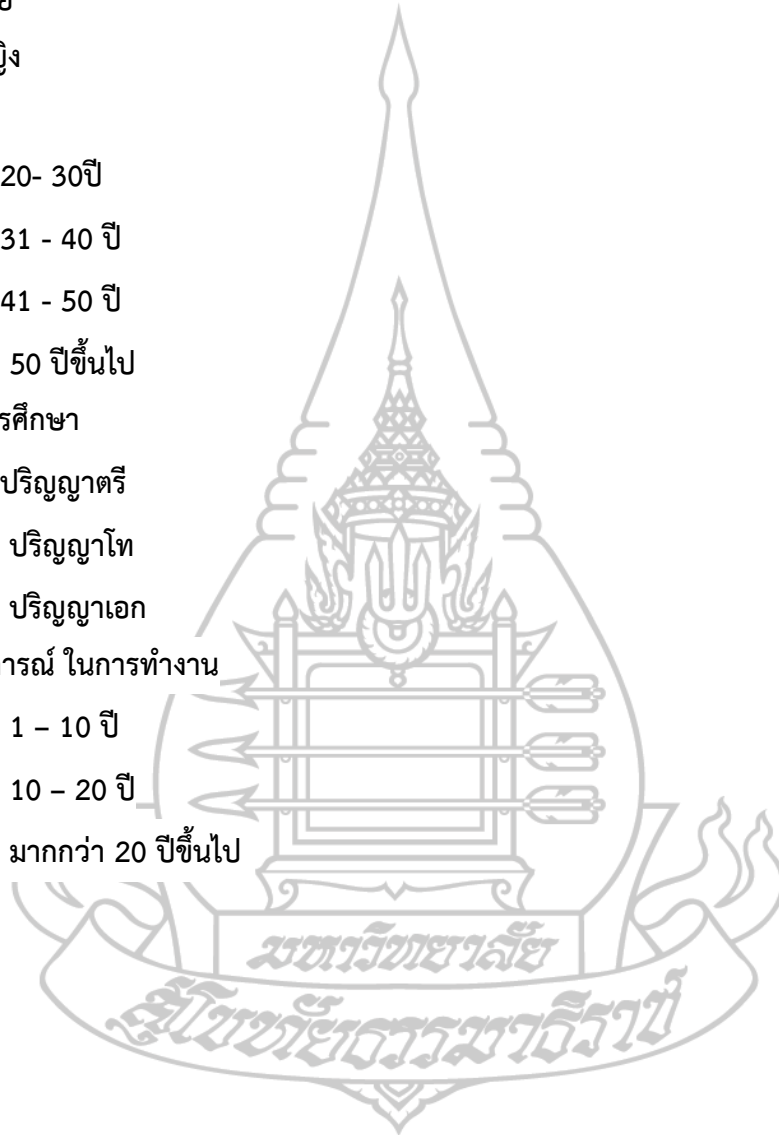 ญิง
20- 30ปี
31 - 40 ปี
41 - 50 ปี
50 ปีขึ้นไป
รศึกษา
ปริญญาตรี
ปริญญาโท
ปริญญาเอก
ารณ์ ในการทำงาน
1 – 10 ปี
10 – 20 ปี
มากกว่า 20 ปีขึ้นไป
มหาวิทยาลัย
สุโขทัยธรรมาธิราช